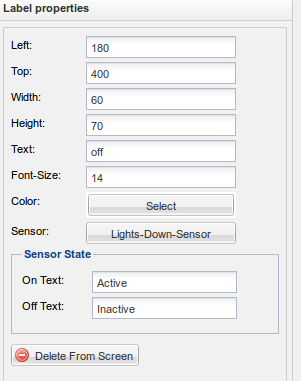 Label properties
Left: 180
Top: 400
Width: 60
Height: 70
Text: off
Font-Size: 14
Color: Select
Sensor: Lights-Down-Sensor
Sensor State
On Text: Active
Off Text: Inactive
Delete From Screen